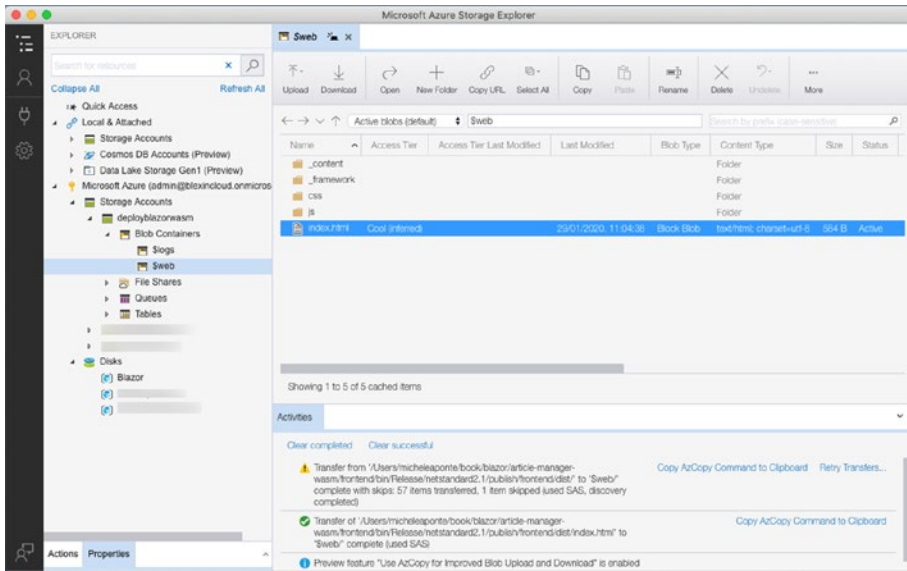 Microsoft Azure Storage Explorer
EXPLORER
Search for resources
Collapse All
Refresh All
Quick Access
Local & Attached
Storage Accounts
Cosmos DB Accounts (Preview)
Data Lake Storage Gen1 (Preview)
Microsoft Azure (admin@blexincloud.onmicros
Storage Accounts
deployblazorwasm
Blob Containers
$logs
$web
File Shares
Queues
Tables
Disks
Blazor
Actions
Properties
$web
Upload
Download
Open
New Folder
Copy URL
Select All
Copy
Paste
Rename
Delete
Undelete
More
Active blobs (default)
$web
Search by prefix (case-sensitive)
Name
Access Tier
Access Tier Last Modified
Last Modified
Blob Type
Content Type
Size
Status
_content
Folder
_framework
Folder
css
Folder
js
Folder
index.html
Cool (inferred)
29/01/2020, 11:04:36
Block Blob
text/html; charset=utf-8
564 B
Active
Showing 1 to 5 of 5 cached items
Activities
Clear completed
Clear successful
Transfer from '/Users/micheleaponte/book/blazor/article-manager-
wasm/frontend/bin/Release/netstandard2.1/publish/frontend/dist/' to '$web/'
complete with skips: 57 items transferred, 1 item skipped (used SAS, discovery
completed)
Copy AzCopy Command to Clipboard
Retry Transfers...
Transfer of '/Users/micheleaponte/book/blazor/article-manager-
wasm/frontend/bin/Release/netstandard2.1/publish/frontend/dist/index.html' to
'$web/' complete (used SAS)
Copy AzCopy Command to Clipboard
Preview feature "Use AzCopy for Improved Blob Upload and Download" is enabled